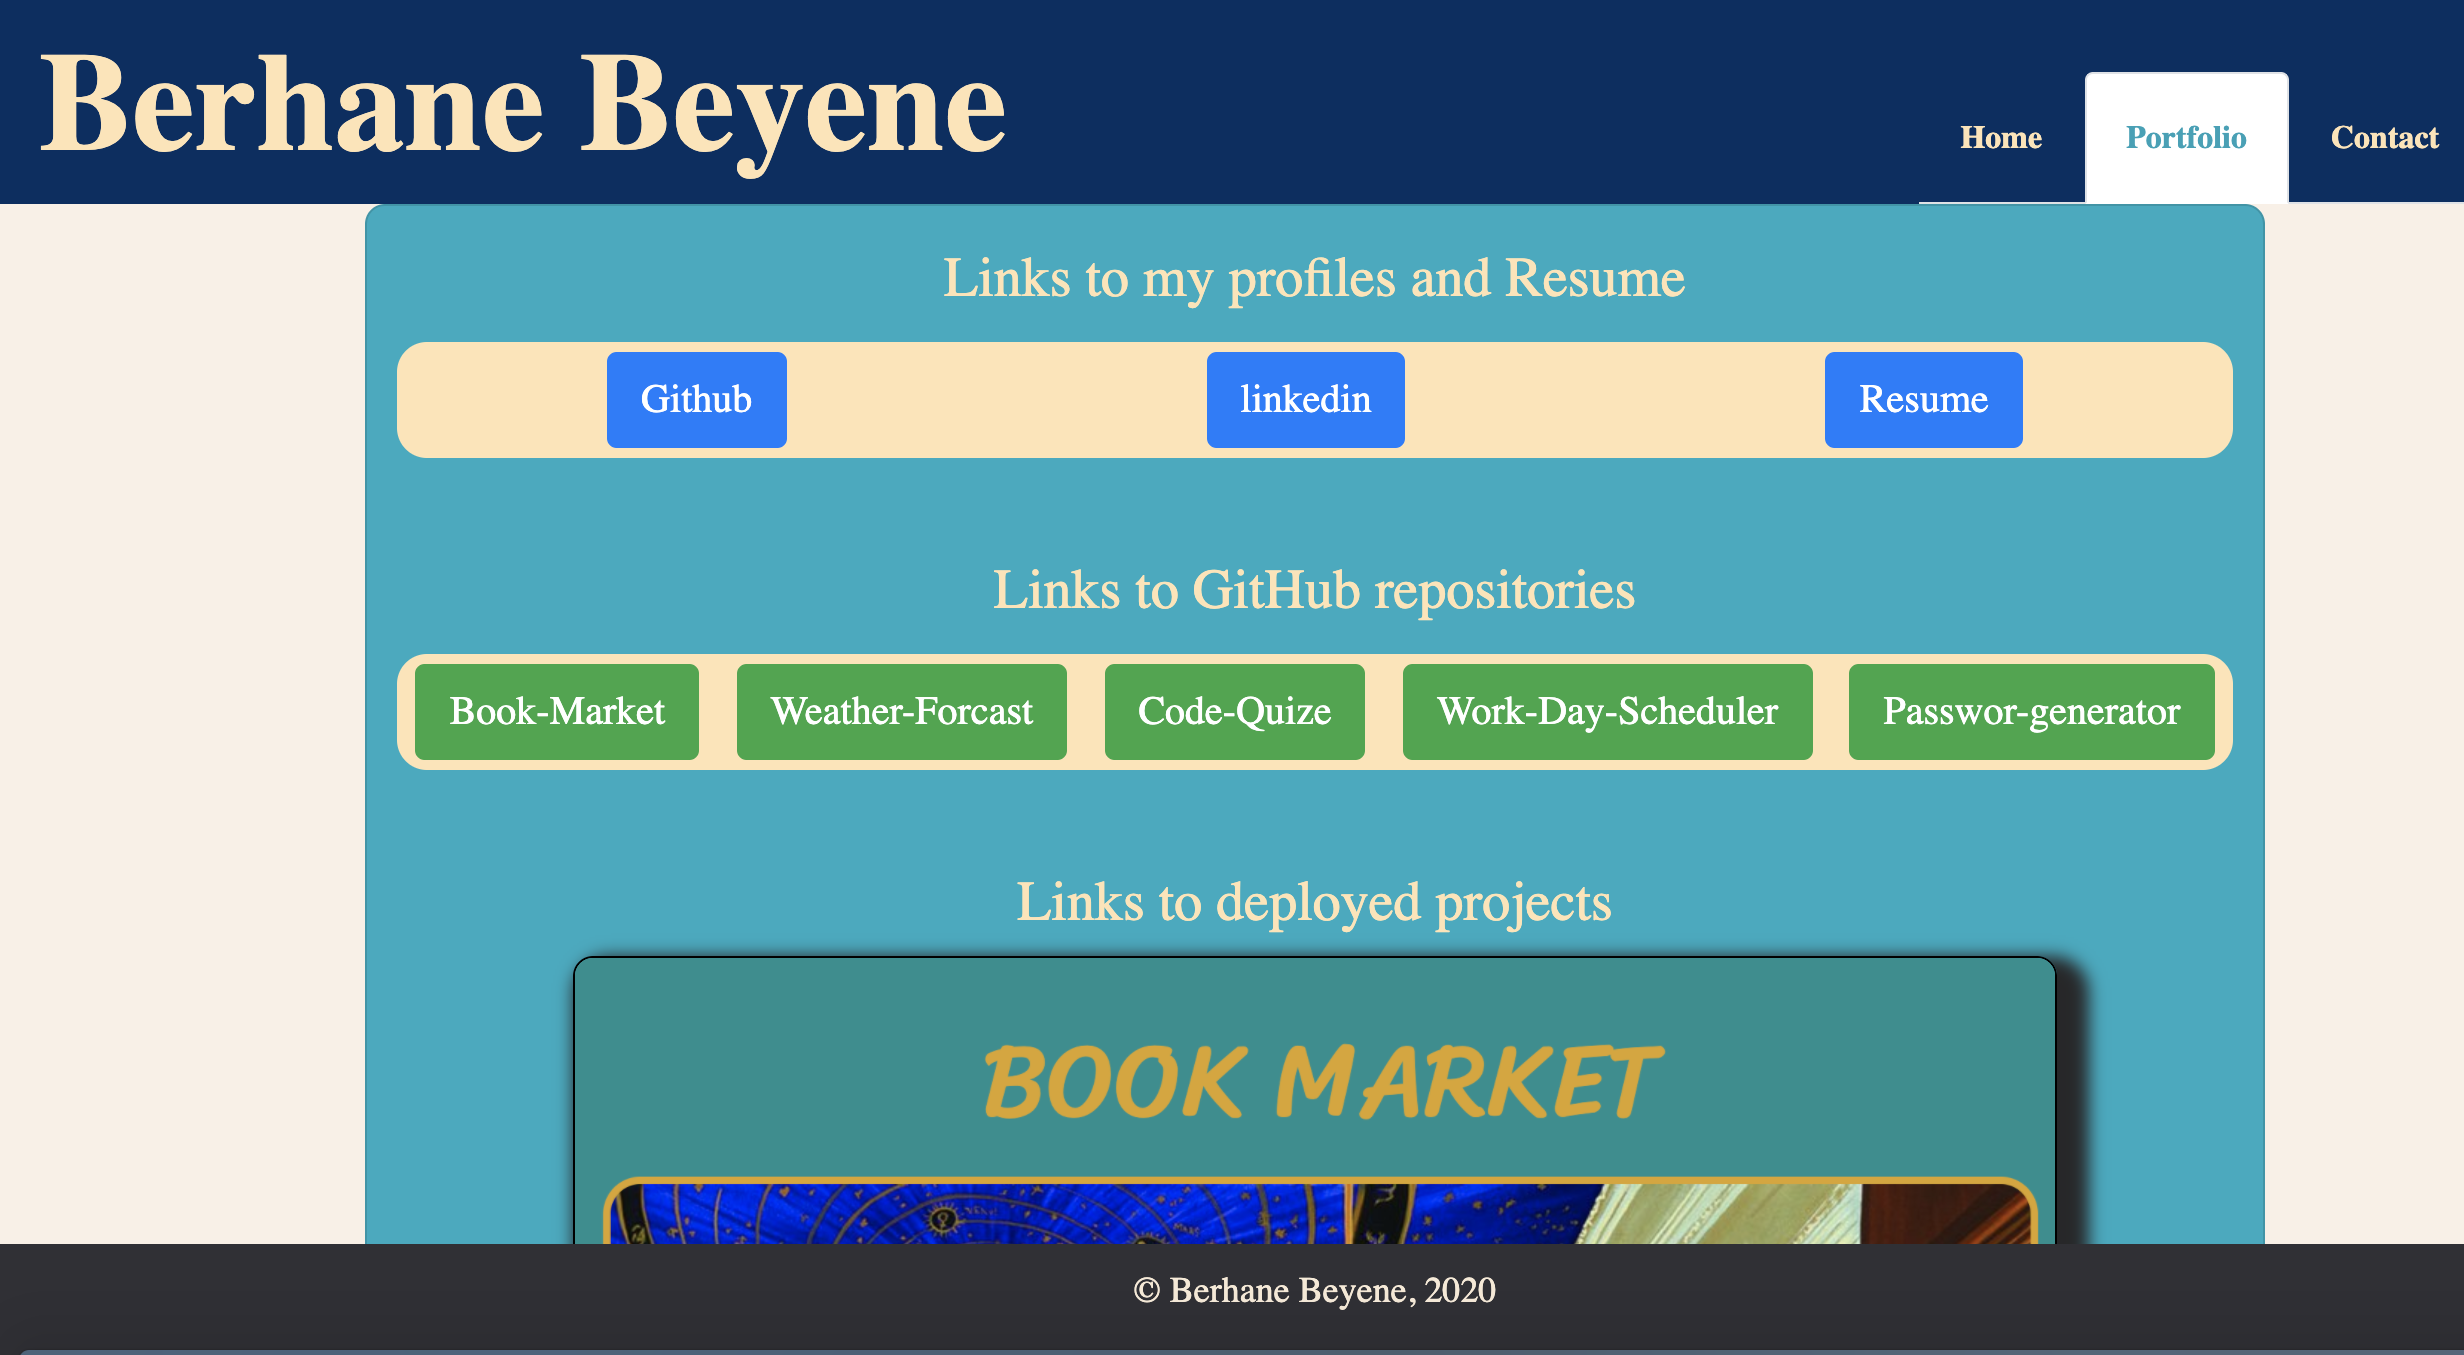 Berhane Beyene
Home Portfolio Contact
Links to my profiles and Resume
Github linkedin Resume
Links to GitHub repositories
Book-Market Weather-Forcast Code-Quize Work-Day-Scheduler Passwor-generator
Links to deployed projects
BOOK MARKET
© Berhane Beyene, 2020